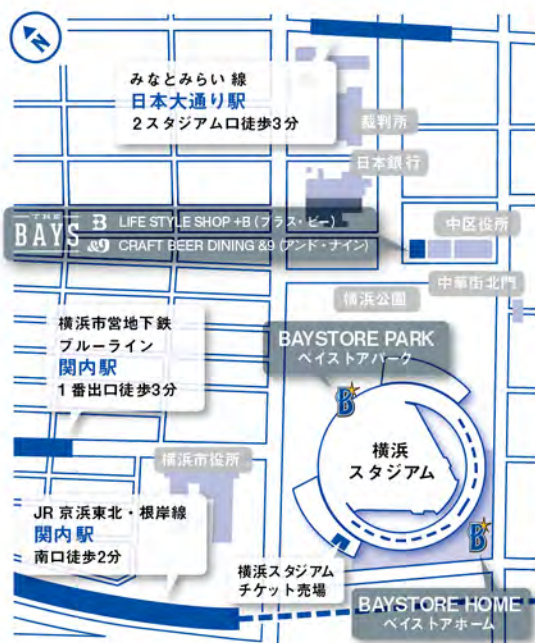 N
みなとみらい 線
日本大通り駅
2スタジアム口徒歩3分
裁判所
日本銀行
THE
BAYS
B LIFE STYLE SHOP +B (プラス・ビー)
&9 CRAFT BEER DINING &9 (アンド・ナイン)
中区役所
中華街北門
横浜公園
横浜市営地下鉄
ブルーライン
関内駅
1番出口徒歩3分
BAYSTORE PARK
ベイストアパーク
B
横浜
スタジアム
横浜市役所
JR 京浜東北・根岸線
関内駅
南口徒歩2分
横浜スタジアム
チケット売場
B
BAYSTORE HOME
ベイストアホーム